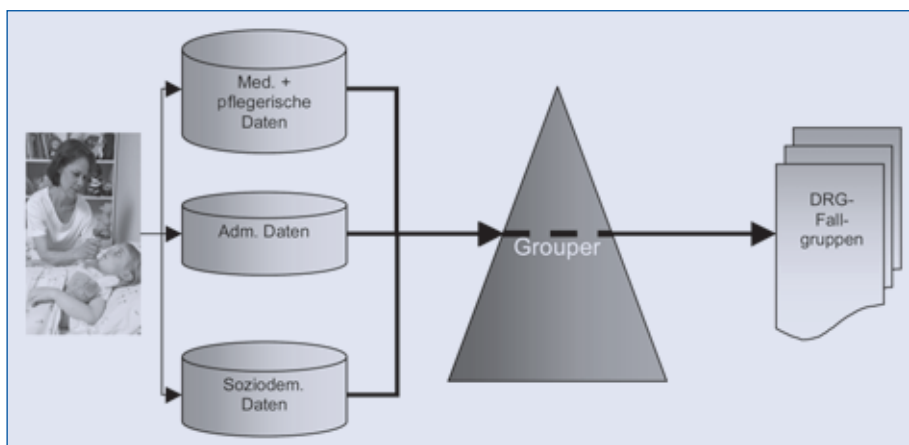 Med. +
pflegerische
Daten
Adm. Daten
Soziodem.
Daten
Grouper
DRG-
Fall-
gruppen